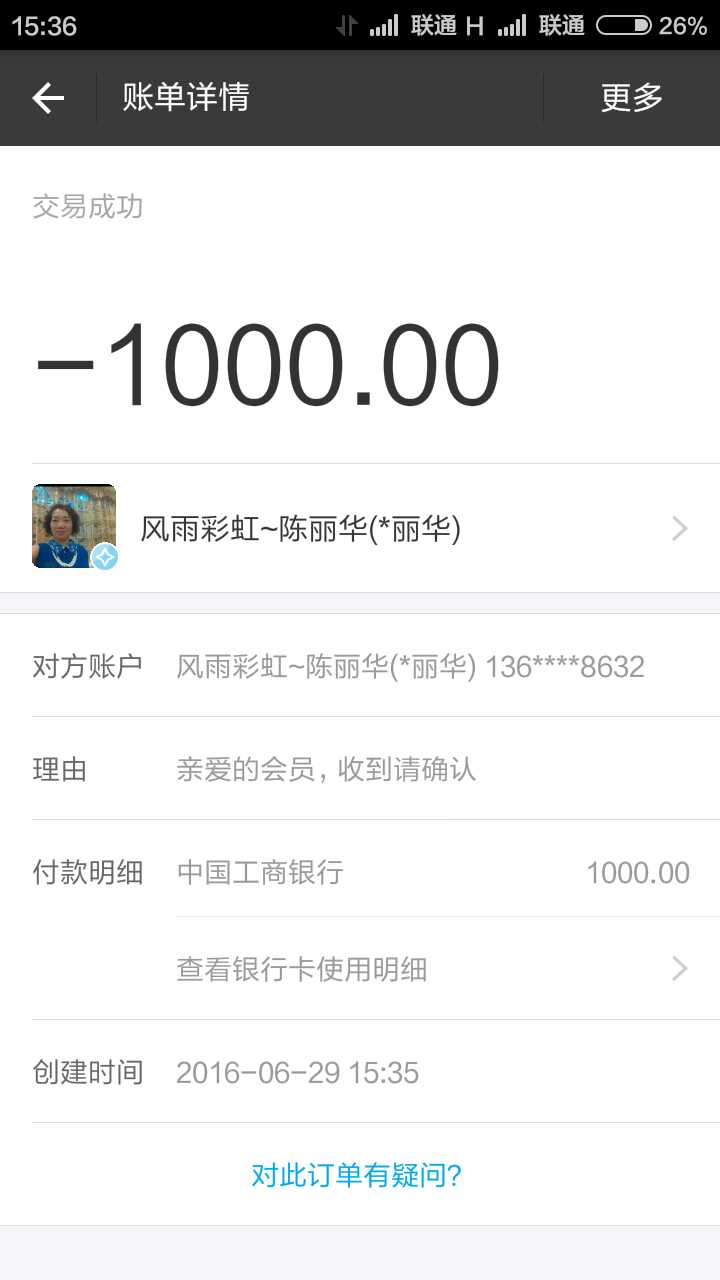 15:36 联通 H 联通 26%
账单详情 更多
交易成功
-1000.00
风雨彩虹~陈丽华(*丽华)
对方账户 风雨彩虹~陈丽华(*丽华) 136****8632
理由 亲爱的会员，收到请确认
付款明细 中国工商银行 1000.00
查看银行卡使用明细
创建时间 2016-06-29 15:35
对此订单有疑问?